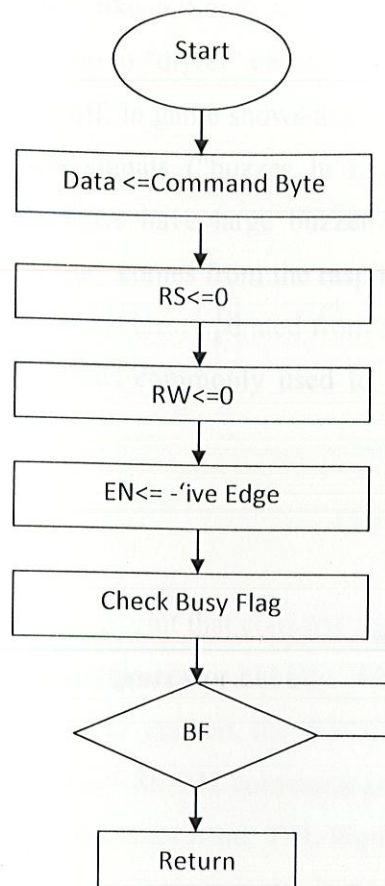 Start
Data <=Command Byte
RS<=0
RW<=0
EN<= -‘ive Edge
Check Busy Flag
BF
Return